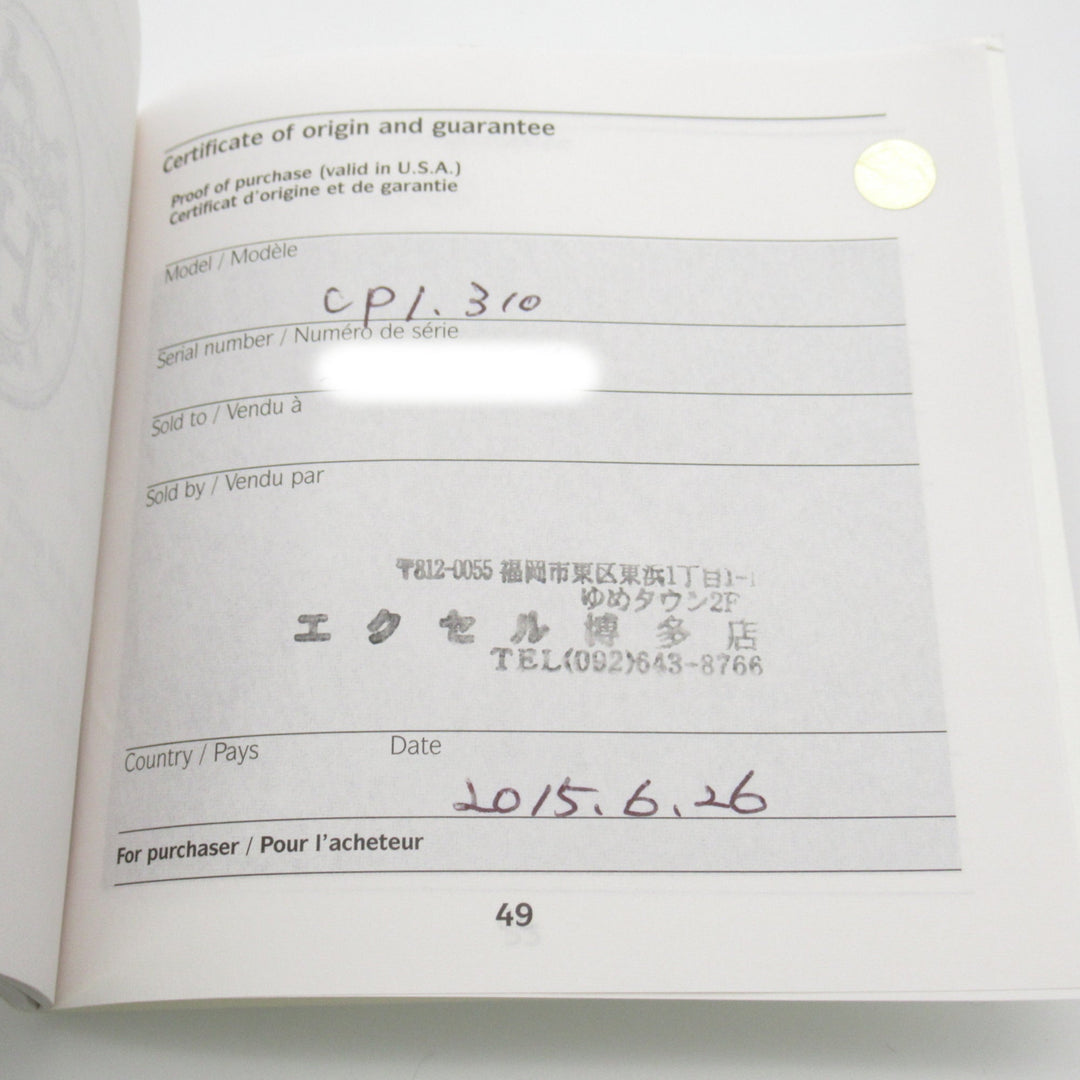 Certificate of origin and guarantee
Proof of purchase (valid in U.S.A.)
Certificat d'origine et de garantie
Model / Modèle
CP1.310
Serial number / Numéro de série
Sold to / Vendu à
Sold by / Vendu par
〒812-0055 福岡市東区東浜1丁目1-1
ゆめタウン2F
エクセル博多店
TEL(092)643-8766
Country / Pays Date
2015.6.26
For purchaser / Pour l'acheteur
49